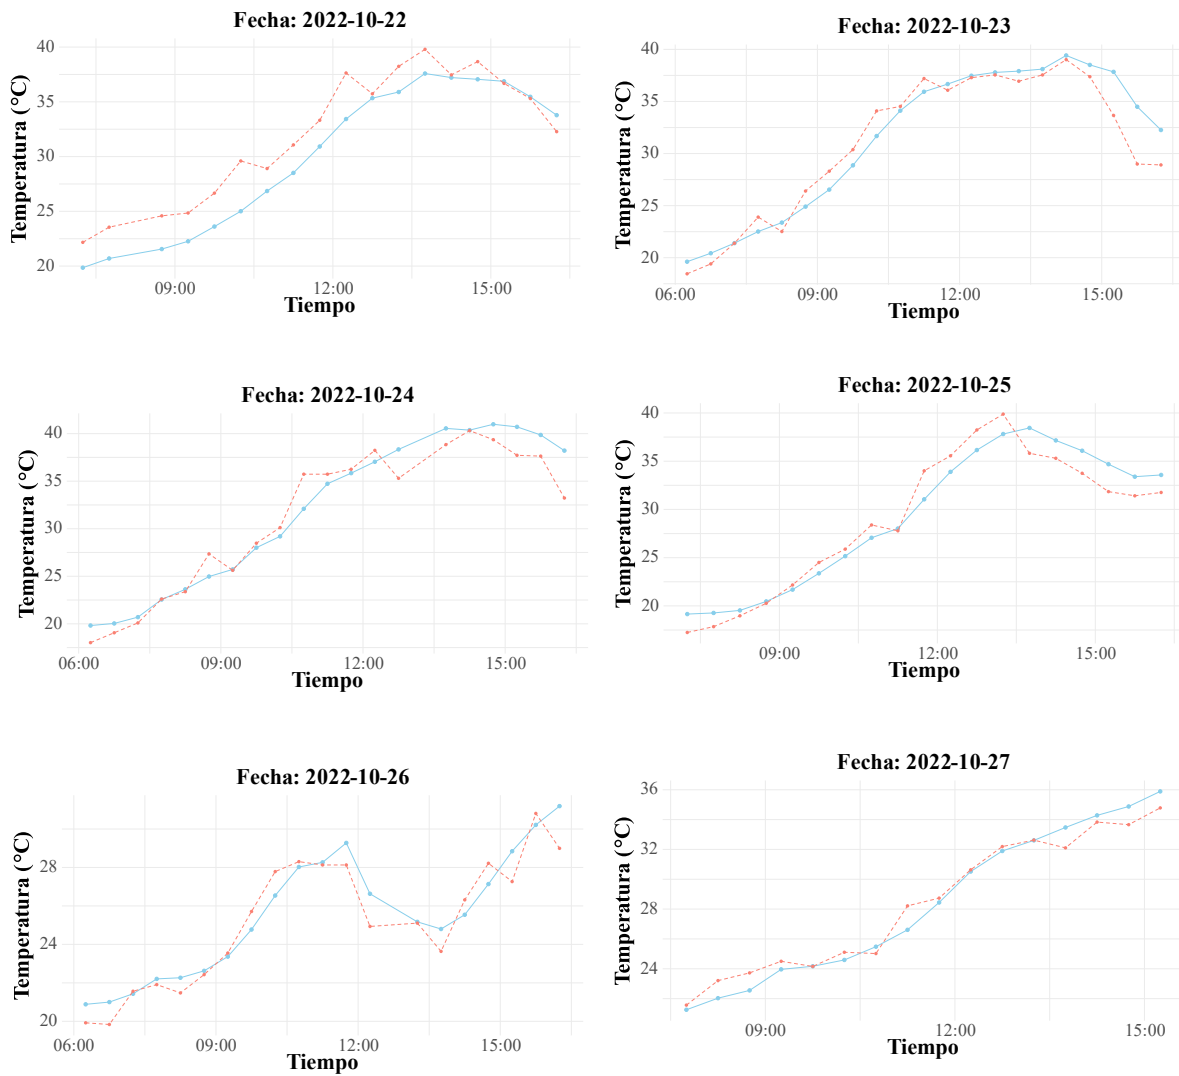 Fecha: 2022-10-22
Temperatura (°C)
40
35
30
25
20
09:00 12:00 15:00
Tiempo
Fecha: 2022-10-23
Temperatura (°C)
40
35
30
25
20
06:00 09:00 12:00 15:00
Tiempo
Fecha: 2022-10-24
Temperatura (°C)
40
35
30
25
20
06:00 09:00 12:00 15:00
Tiempo
Fecha: 2022-10-25
Temperatura (°C)
40
35
30
25
20
09:00 12:00 15:00
Tiempo
Fecha: 2022-10-26
Temperatura (°C)
28
24
20
06:00 09:00 12:00 15:00
Tiempo
Fecha: 2022-10-27
Temperatura (°C)
36
32
28
24
09:00 12:00 15:00
Tiempo